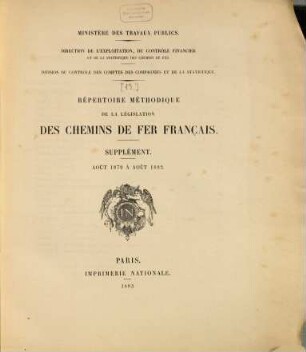 MINISTÈRE DES TRAVAUX PUBLICS.
DIRECTION DE L'EXPLOITATION, DU CONTRÔLE FINANCIER
ET DE LA STATISTIQUE DES CHEMINS DE FER.
DIVISION DU CONTRÔLE DES COMPTES DES COMPAGNIES ET DE LA STATISTIQUE.
RÉPERTOIRE MÉTHODIQUE
DE LA LÉGISLATION
DES CHEMINS DE FER FRANÇAIS.
SUPPLÉMENT.
AOÛT 1879 À AOÛT
PARIS.
IMPRIMERIE NATIONALE.